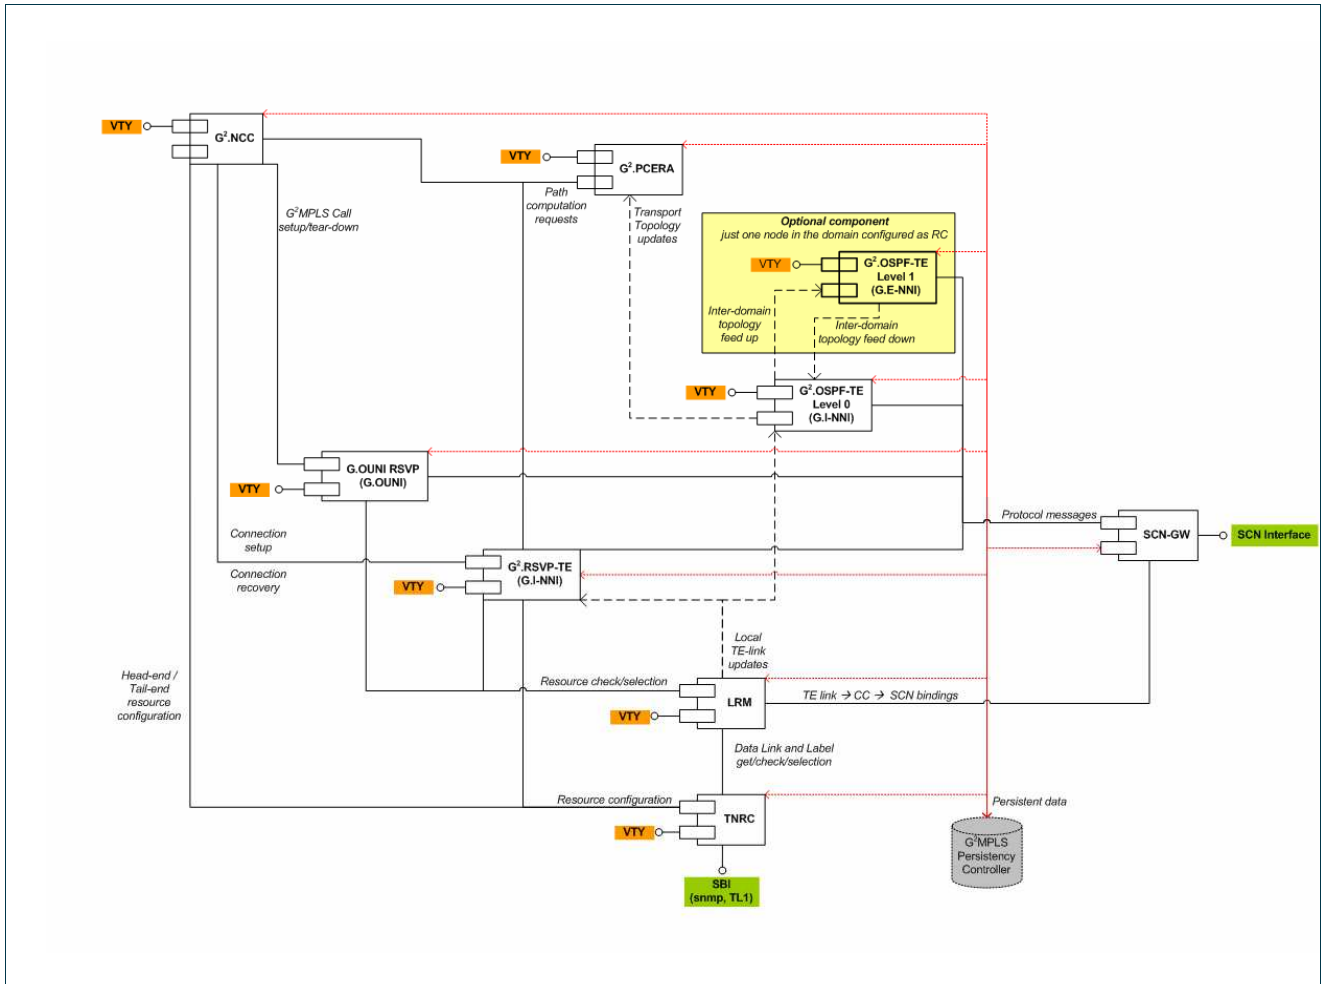 VTY
G².NCC
VTY
G².PCERA
Path
computation
requests
G²MPLS Call
setup/tear-down
Transport
Topology
updates
Optional component
just one node in the domain configured as RC
VTY
G².OSPF-TE
Level 1
(G.E-NNI)
Inter-domain
topology
feed up
Inter-domain
topology feed down
VTY
G².OSPF-TE
Level 0
(G.I-NNI)
G.OUNI RSVP
(G.OUNI)
VTY
Connection
setup
Connection
recovery
G².RSVP-TE
(G.I-NNI)
VTY
Protocol messages
SCN-GW
SCN Interface
Local
TE-link
updates
Head-end /
Tail-end
resource
configuration
Resource check/selection
LRM
VTY
TE link → CC → SCN bindings
Data Link and Label
get/check/selection
Resource configuration
TNRC
VTY
SBI
(snmp, TL1)
Persistent data
G²MPLS
Persistency
Controller